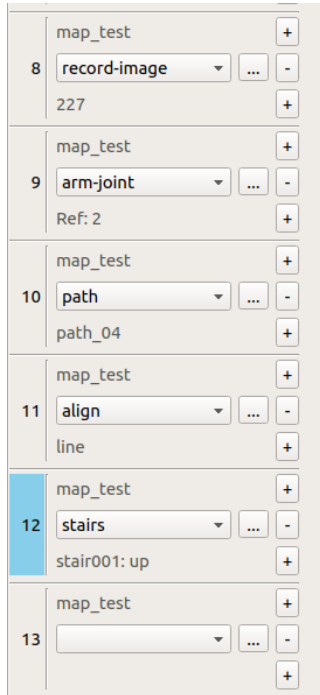 map_test
+
8
record-image
...
-
227
+
map_test
+
9
arm-joint
...
-
Ref: 2
+
map_test
+
10
path
...
-
path_04
+
map_test
+
11
align
...
-
line
+
map_test
+
12
stairs
...
-
stair001: up
+
map_test
+
13
...
-
+